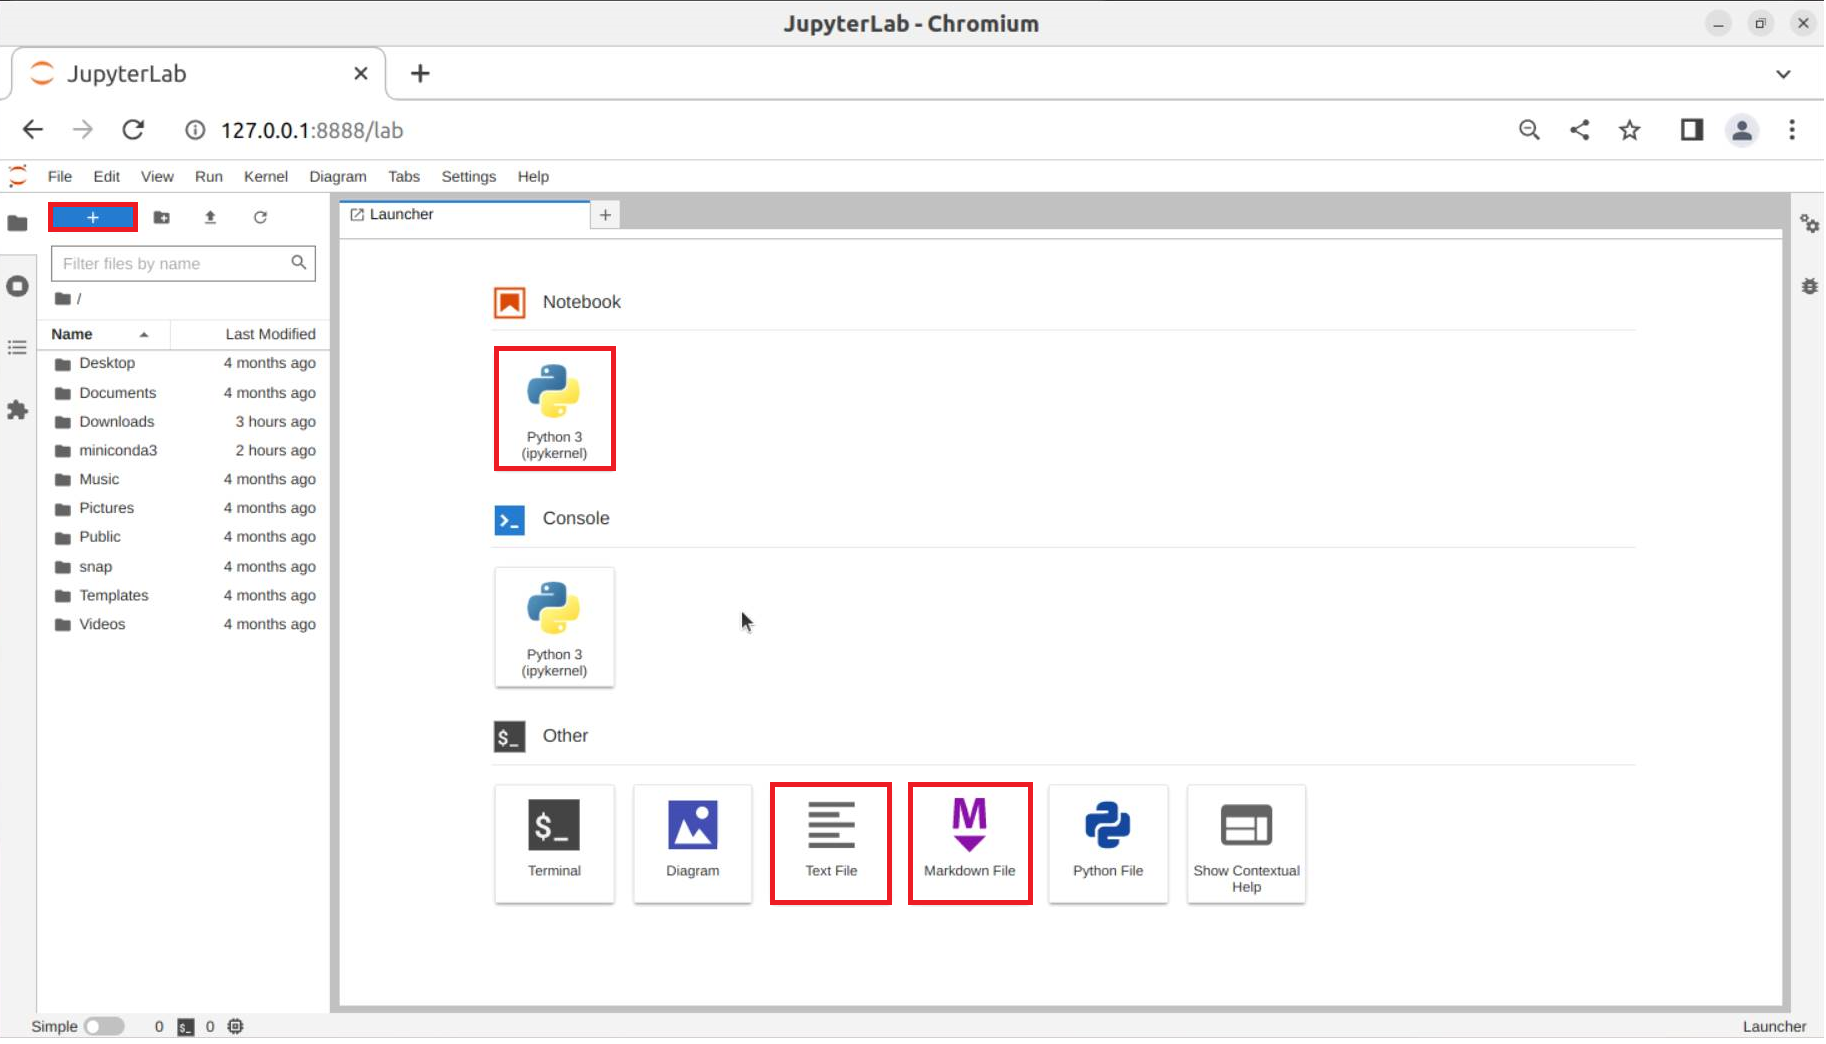 JupyterLab - Chromium
JupyterLab
127.0.0.1:8888/lab
File Edit View Run Kernel Diagram Tabs Settings Help
+
Launcher
+
Filter files by name
/
Name Last Modified
Desktop 4 months ago
Documents 4 months ago
Downloads 3 hours ago
miniconda3 2 hours ago
Music 4 months ago
Pictures 4 months ago
Public 4 months ago
snap 4 months ago
Templates 4 months ago
Videos 4 months ago
Notebook
Python 3
(ipykernel)
>_ Console
Python 3
(ipykernel)
$_ Other
$_
Terminal
Diagram
Text File
M
Markdown File
Python File
Show Contextual
Help
Simple 0 $_ 0
Launcher